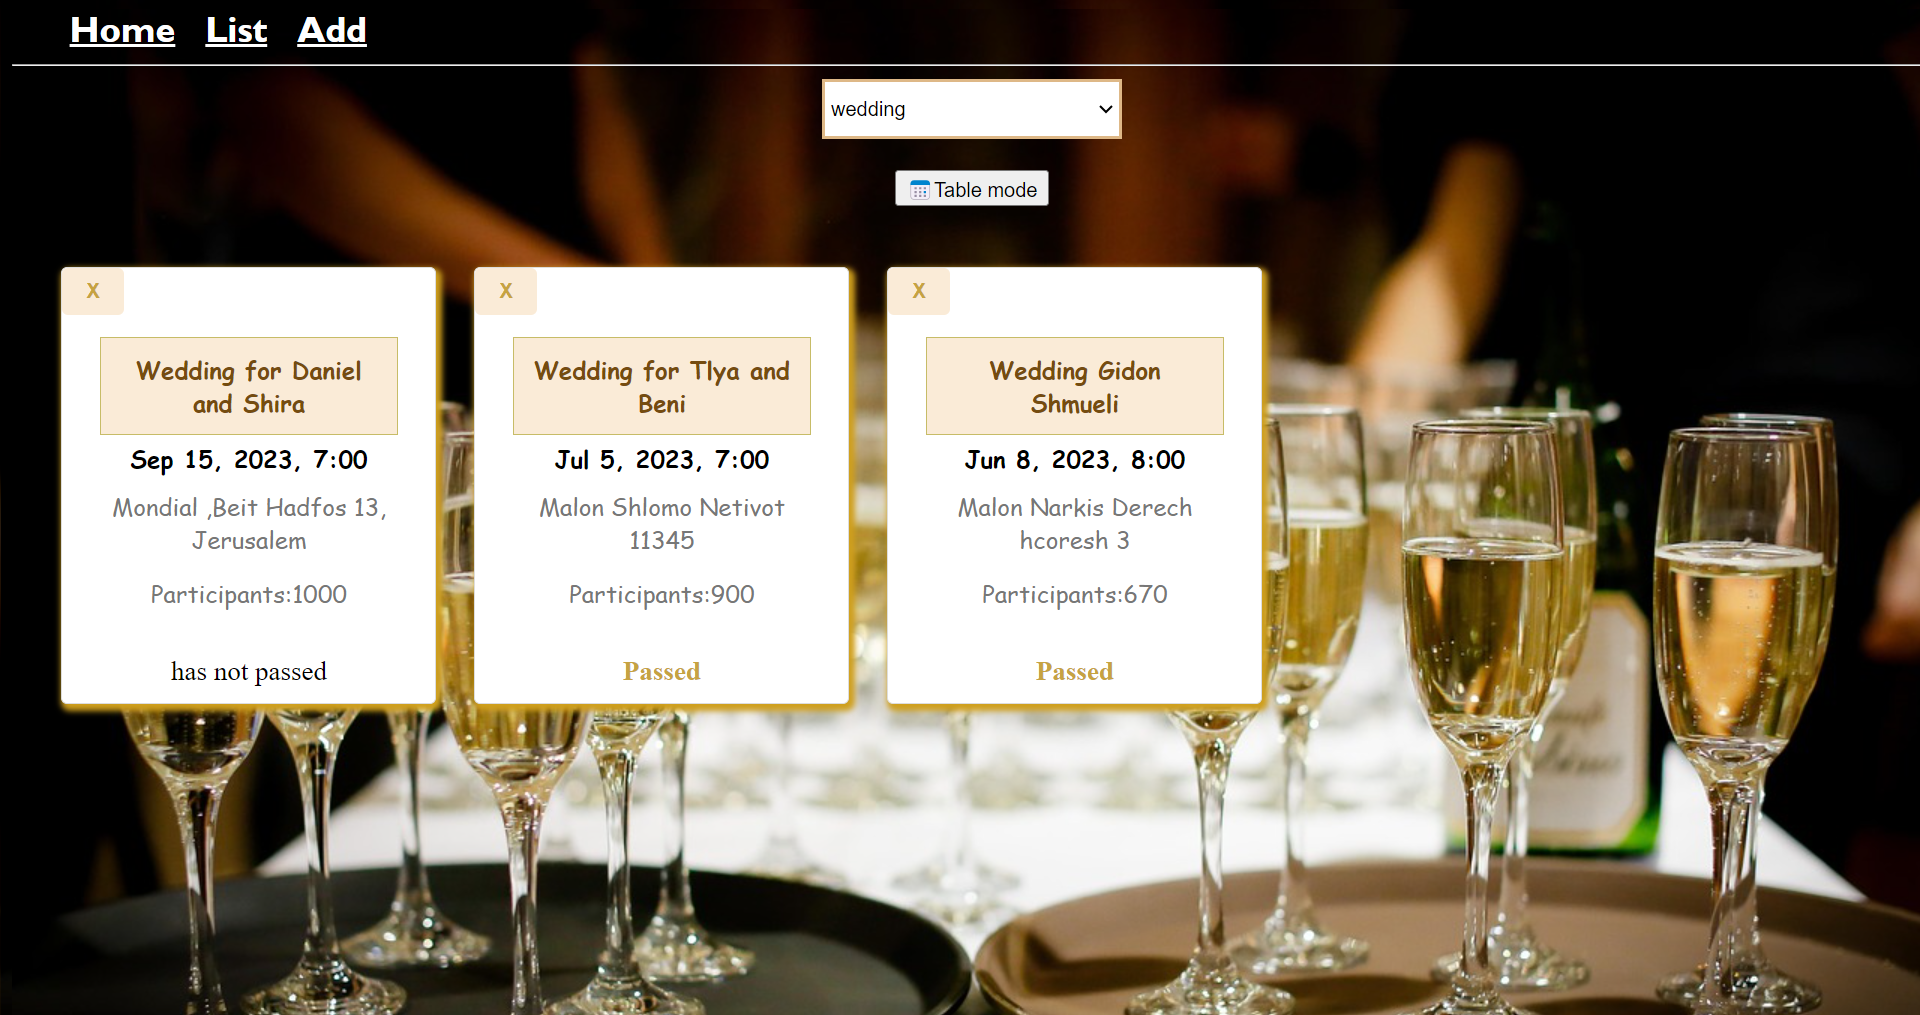 Home List Add
wedding
Table mode
X
Wedding for Daniel
and Shira
Sep 15, 2023, 7:00
Mondial ,Beit Hadfos 13,
Jerusalem
Participants:1000
has not passed
X
Wedding for Tlya and
Beni
Jul 5, 2023, 7:00
Malon Shlomo Netivot
11345
Participants:900
Passed
X
Wedding Gidon
Shmueli
Jun 8, 2023, 8:00
Malon Narkis Derech
hcoresh 3
Participants:670
Passed